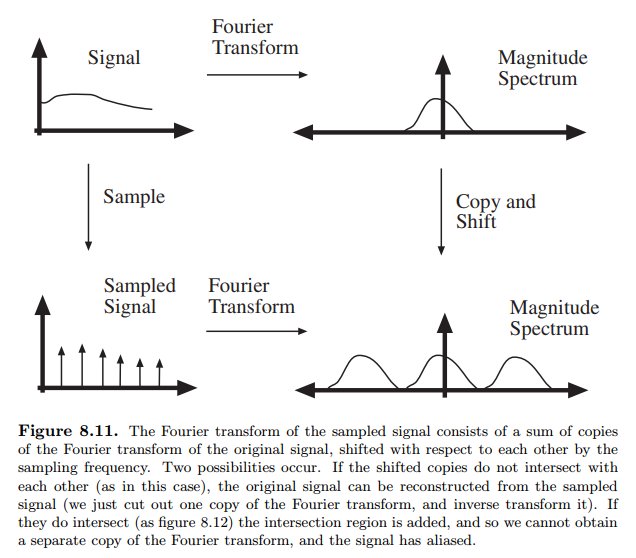 Fourier
Transform
Signal
Magnitude
Spectrum
Sample
Copy and
Shift
Sampled
Signal
Fourier
Transform
Magnitude
Spectrum
Figure 8.11. The Fourier transform of the sampled signal consists of a sum of copies
of the Fourier transform of the original signal, shifted with respect to each other by the
sampling frequency. Two possibilities occur. If the shifted copies do not intersect with
each other (as in this case), the original signal can be reconstructed from the sampled
signal (we just cut out one copy of the Fourier transform, and inverse transform it). If
they do intersect (as figure 8.12) the intersection region is added, and so we cannot obtain
a separate copy of the Fourier transform, and the signal has aliased.